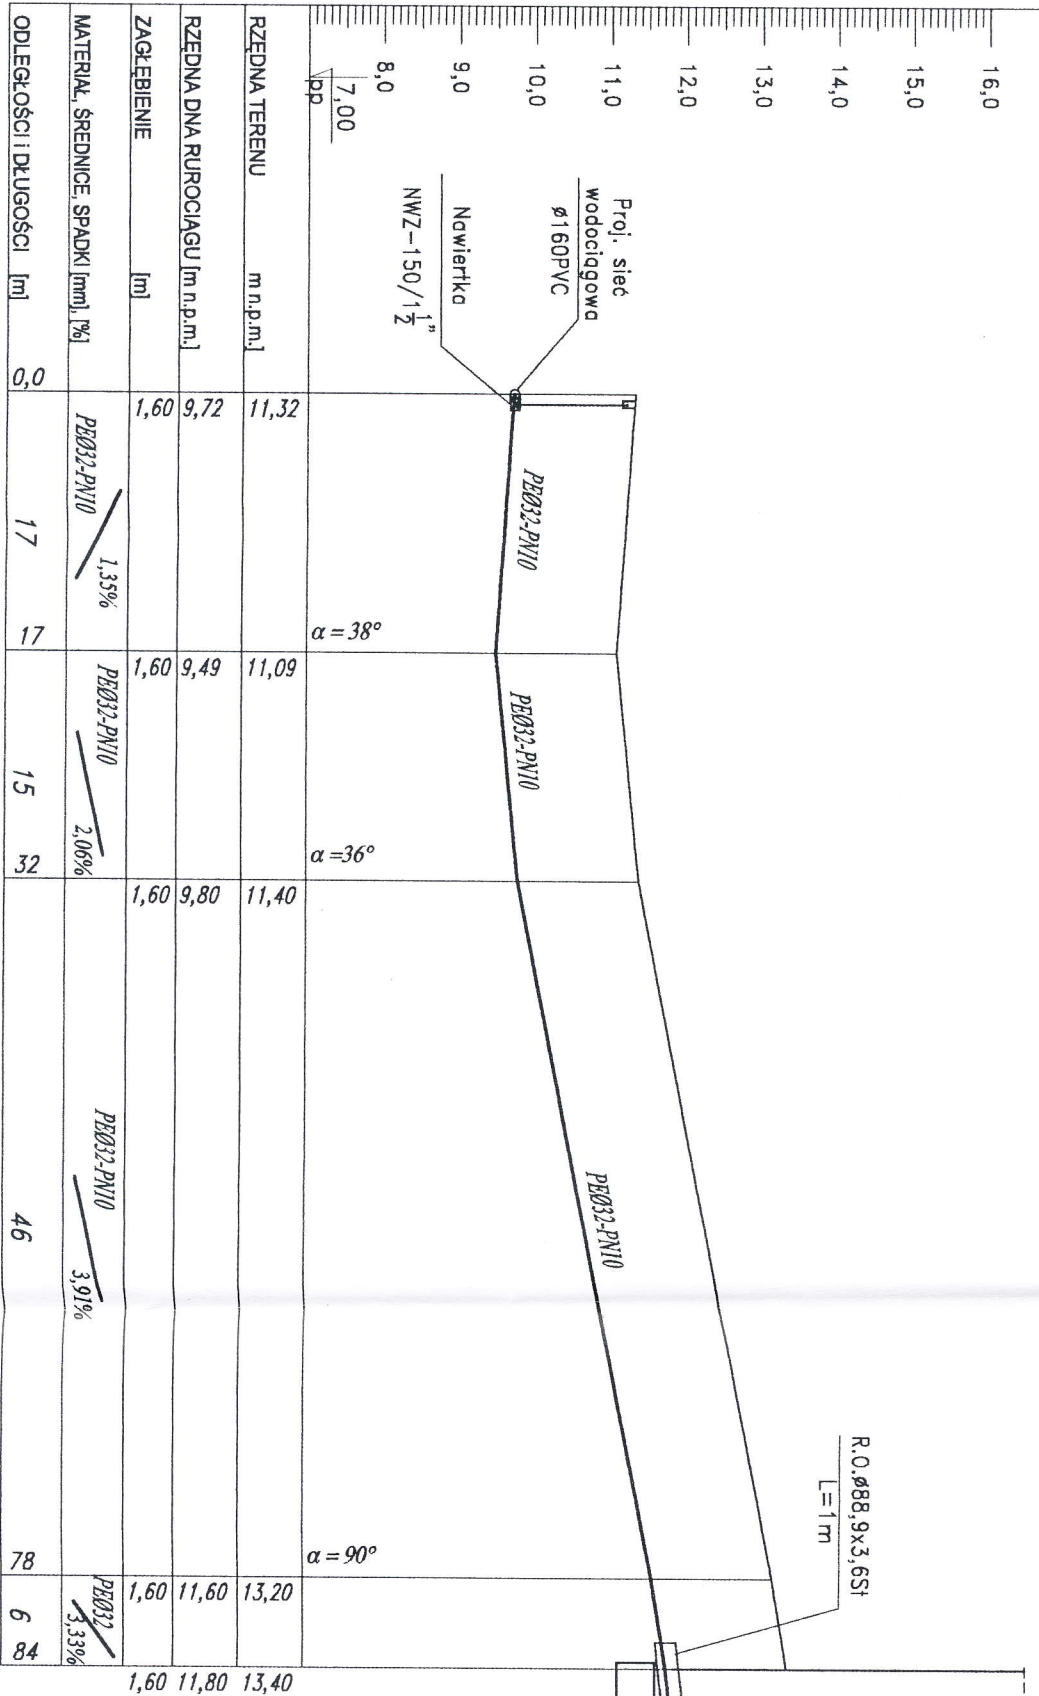 16,0
15,0
14,0
13,0
12,0
11,0
10,0
9,0
8,0
7,00
pp
Proj. sieć
wodociągowa
ø160PVC
Nawiertka
NWZ-150/1½"
R.O.ø88,9x3,6St
L=1m
PEØ32-PN10
PEØ32-PN10
PEØ32-PN10
α=38°
α=36°
α=90°
RZĘDNA TERENU m n.p.m.]
11,32 11,09 11,40 13,20 13,40
RZĘDNA DNA RUROCIĄGU [m n.p.m.]
9,72 9,49 9,80 11,60 11,80
ZAGŁĘBIENIE [m]
1,60 1,60 1,60 1,60 1,60
MATERIAŁ, ŚREDNICE, SPADKI [mm], [%]
PEØ32-PN10 1,35% PEØ32-PN10 2,06% PEØ32-PN10 3,91% PEØ32 3,33%
ODLEGŁOŚCI i DŁUGOŚCI [m]
0,0 17 17 15 32 46 78 6 84